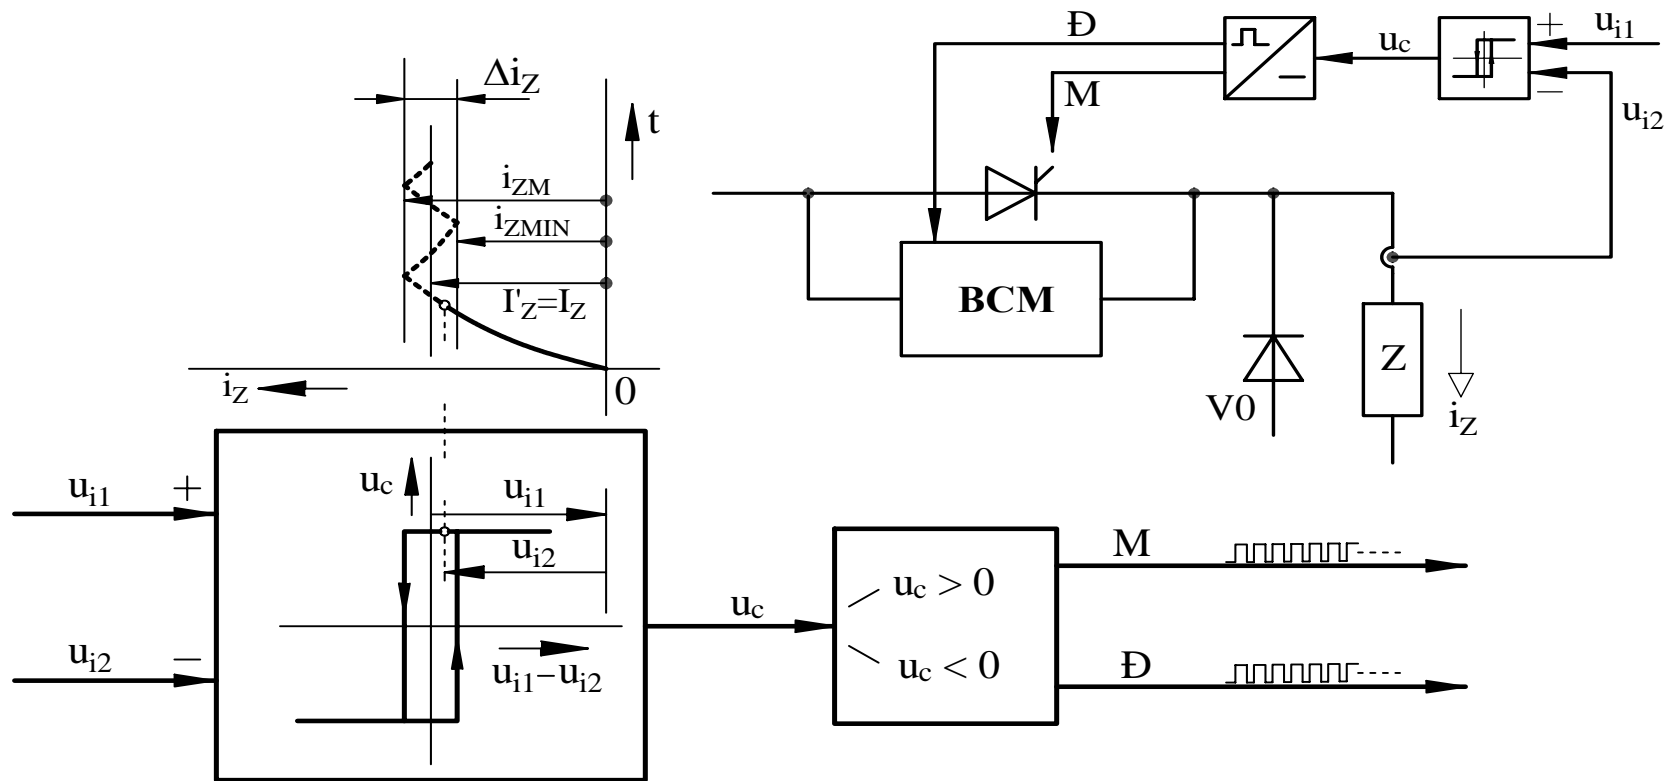 Δi_Z
t
i_ZM
i_ZMIN
I'_Z=I_Z
i_Z
0
Đ
M
u_c
+
−
u_i1
u_i2
BCM
V0
Z
i_Z
u_i1
+
u_i2
−
u_c
u_i1
u_i2
u_i1−u_i2
u_c
u_c > 0
u_c < 0
M
Đ